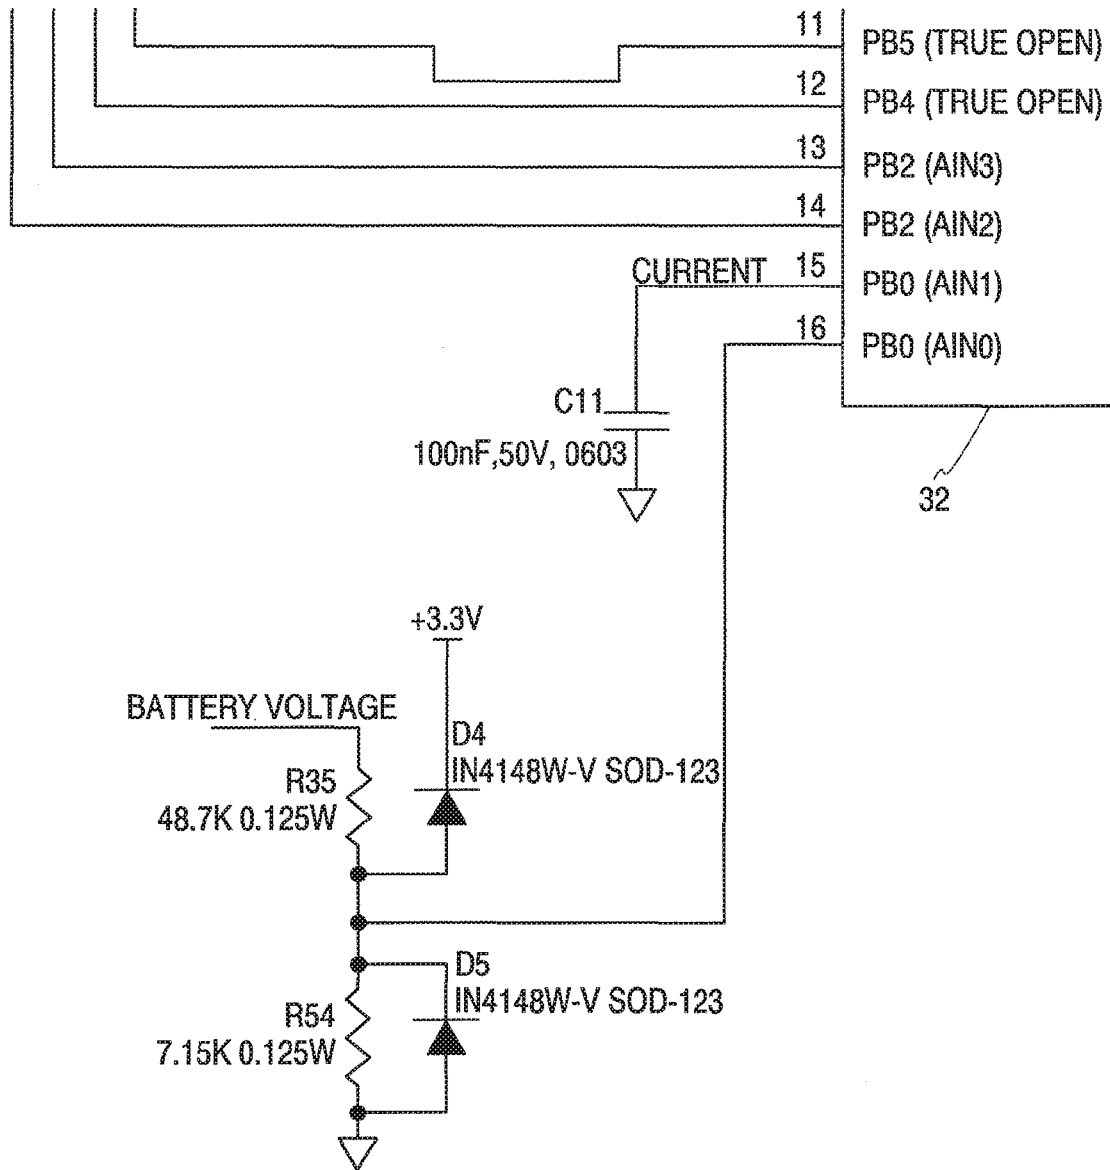 11 PB5 (TRUE OPEN)
12 PB4 (TRUE OPEN)
13 PB2 (AIN3)
14 PB2 (AIN2)
CURRENT 15 PB0 (AIN1)
16 PB0 (AIN0)
C11
100nF,50V, 0603
32
+3.3V
BATTERY VOLTAGE
D4
IN4148W-V SOD-123
R35
48.7K 0.125W
D5
IN4148W-V SOD-123
R54
7.15K 0.125W